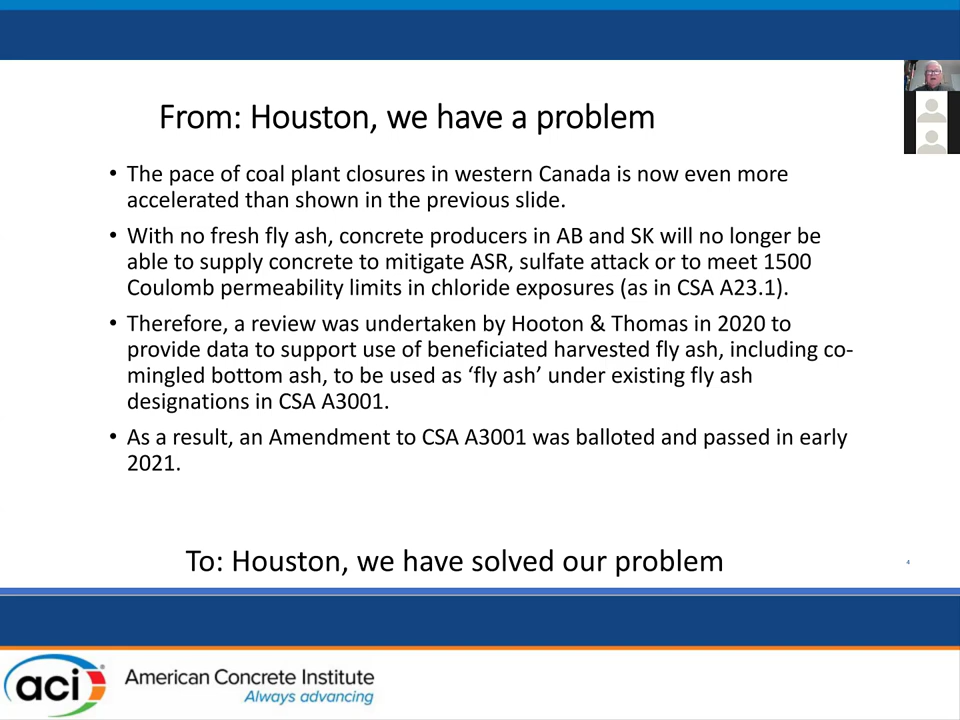 From: Houston, we have a problem
• The pace of coal plant closures in western Canada is now even more
accelerated than shown in the previous slide.
• With no fresh fly ash, concrete producers in AB and SK will no longer be
able to supply concrete to mitigate ASR, sulfate attack or to meet 1500
Coulomb permeability limits in chloride exposures (as in CSA A23.1).
• Therefore, a review was undertaken by Hooton & Thomas in 2020 to
provide data to support use of beneficiated harvested fly ash, including co-
mingled bottom ash, to be used as ‘fly ash’ under existing fly ash
designations in CSA A3001.
• As a result, an Amendment to CSA A3001 was balloted and passed in early
2021.
To: Houston, we have solved our problem
4
aci
American Concrete Institute
Always advancing